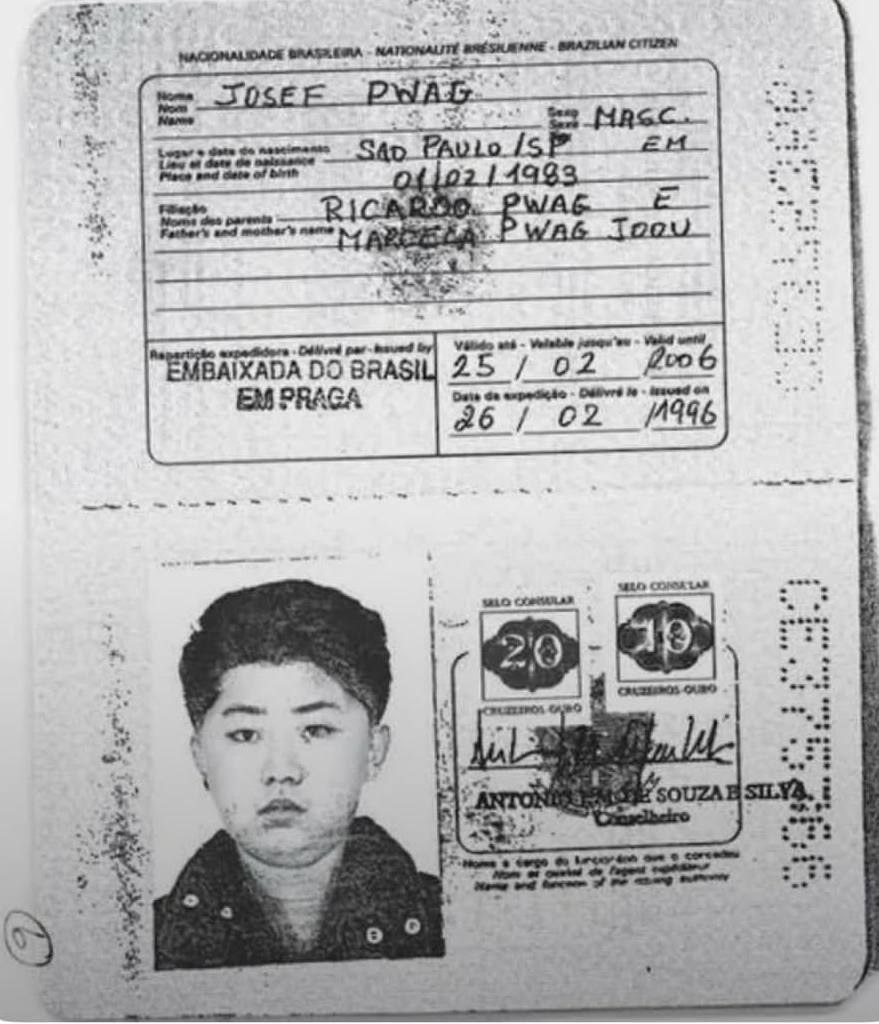 NACIONALIDADE BRASILEIRA - NATIONALITÉ BRÉSILIENNE - BRAZILIAN CITIZEN
Nome JOSEF PWAG
Nom
Name
Sexo MASC.
Sexe
Lugar e data do nascimento SAO PAULO/SP EM
Lieu et date de naissance
Place and date of birth 01/02/1983
Filiação RICARDO PWAG E
Noms des parents
Father's and mother's name MARCELA PWAG JOOU
Repartição expedidora - Délivré par - Issued by
EMBAIXADA DO BRASIL
EM PRAGA
Válido até - Valable jusqu'au - Valid until
25 / 02 /2006
Data da expedição - Délivré le - Issued on
26 / 02 /1996
SELO CONSULAR
20
CRUZEIROS-OURO
SELO CONSULAR
10
CRUZEIROS-OURO
ANTONIO DE SOUZA E SILVA
Conselheiro
Nome e cargo do funcionário que o concedeu
Nom et qualité de l'agent
Name and function of the issuing authority
6